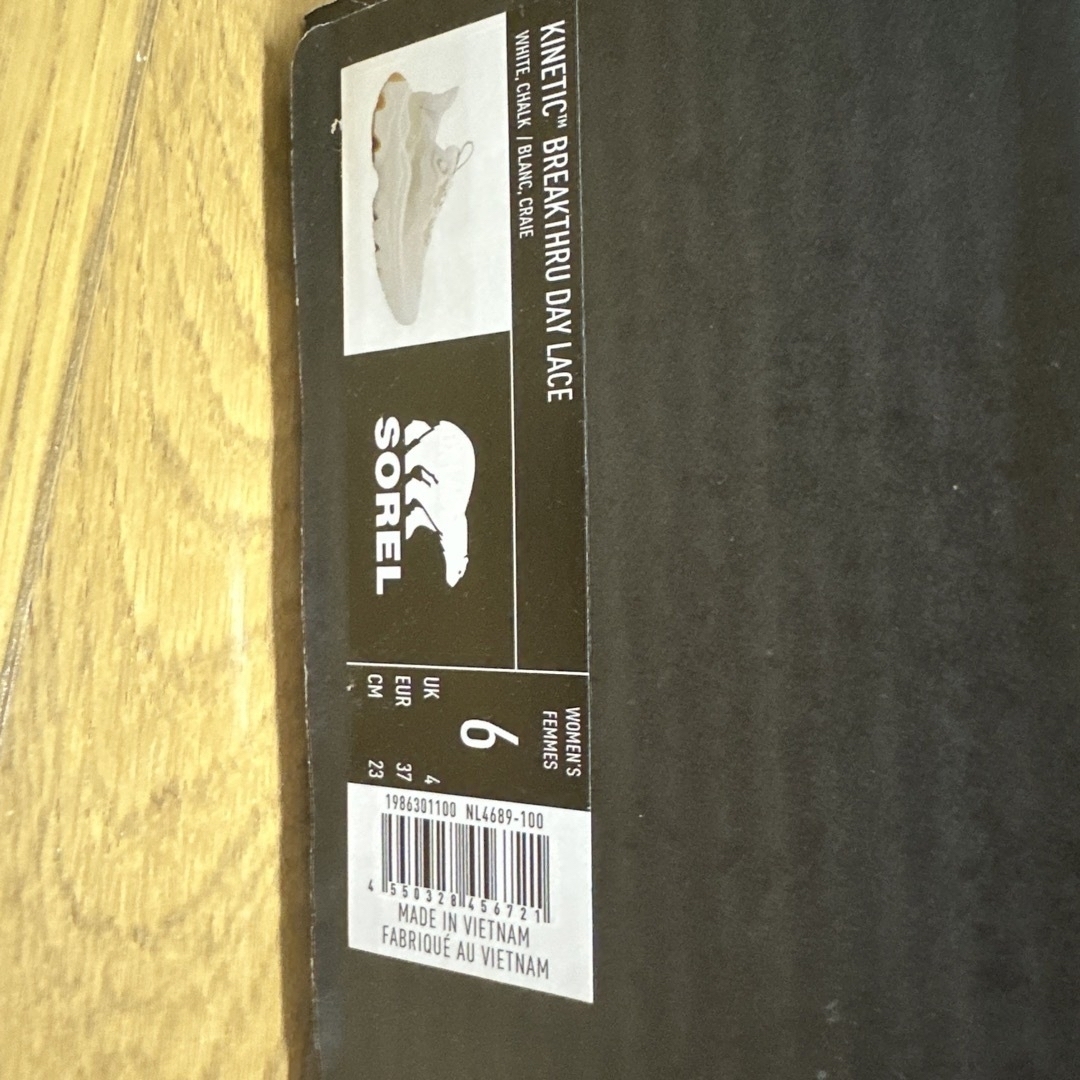 KINETIC™ BREAKTHRU DAY LACE
WHITE, CHALK / BLANC, CRAIE
SOREL
WOMEN'S
FEMMES
6
UK 4
EUR 37
CM 23
1986301100 NL4689-100
4 550328 456721
MADE IN VIETNAM
FABRIQUÉ AU VIETNAM